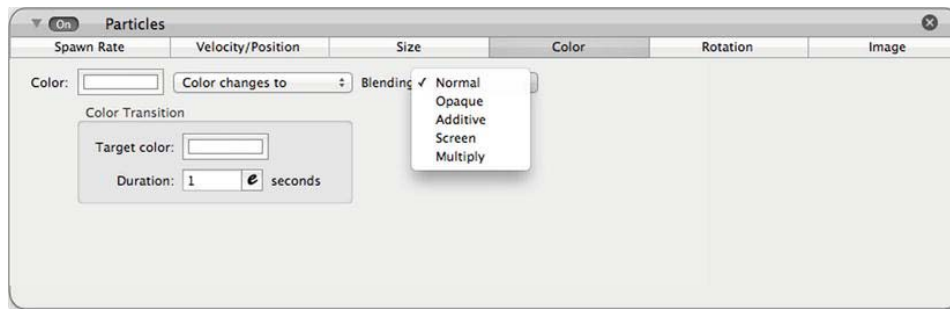 On Particles
Spawn Rate Velocity/Position Size Color Rotation Image
Color: Color changes to Blending ✓ Normal
Opaque
Additive
Screen
Multiply
Color Transition
Target color:
Duration: 1 e seconds